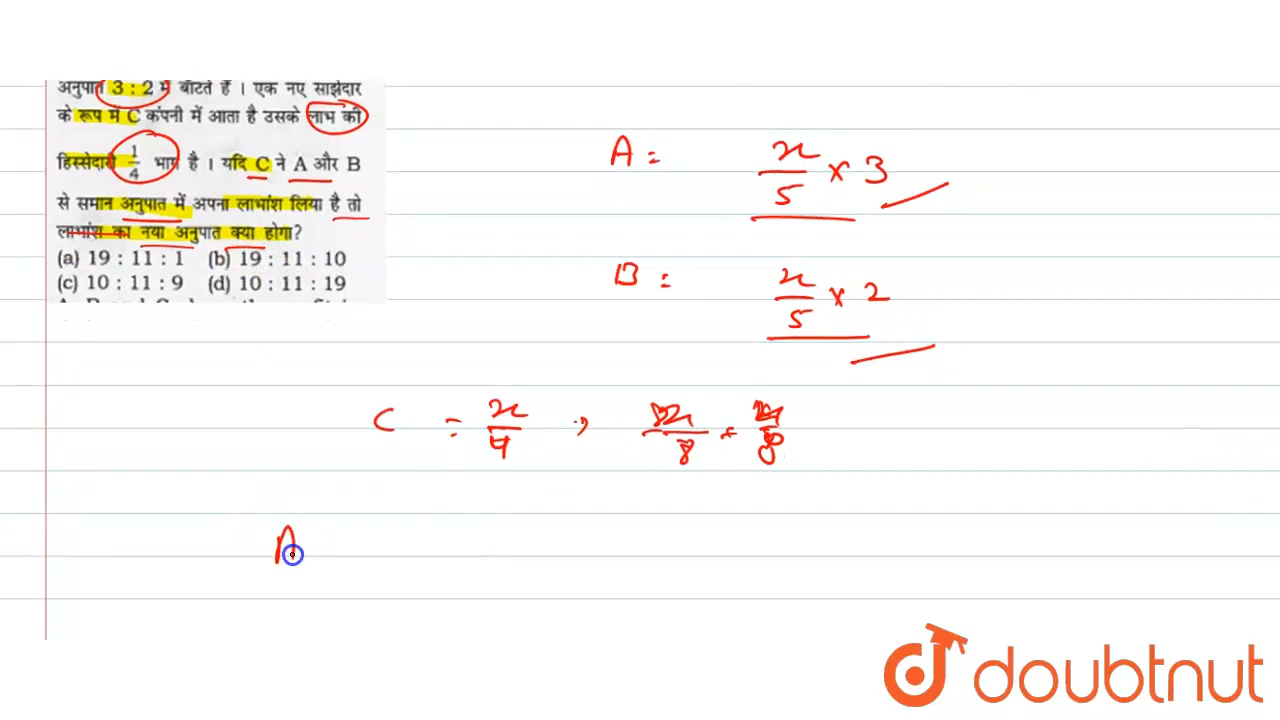 अनुपात 3 : 2 में बाँटते हैं । एक नए साझेदार
के रूप में C कंपनी में आता है उसके लाभ की
हिस्सेदारी 1/4 भाग है । यदि C ने A और B
से समान अनुपात में अपना लाभांश लिया है तो
लाभांश का नया अनुपात क्या होगा?
(a) 19 : 11 : 1 (b) 19 : 11 : 10
(c) 10 : 11 : 9 (d) 10 : 11 : 19
A = x/5 × 3
B = x/5 × 2
C = x/4
A
doubtnut